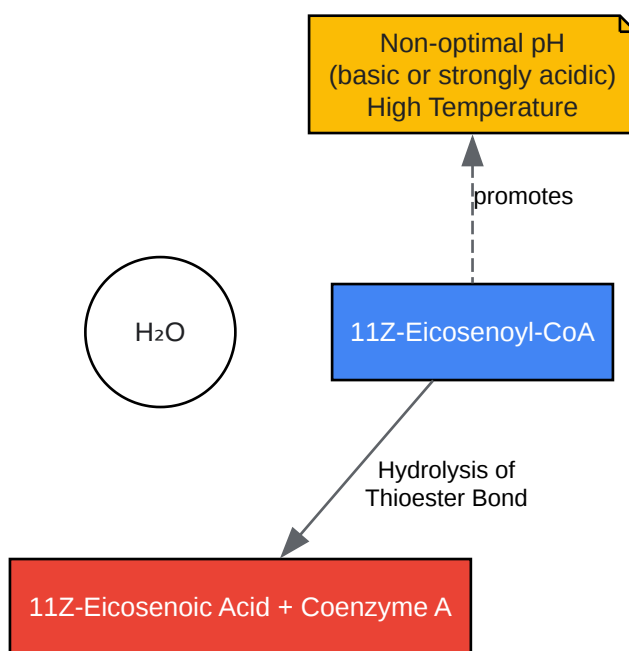 Non-optimal pH
(basic or strongly acidic)
High Temperature
promotes
H₂O
11Z-Eicosenoyl-CoA
Hydrolysis of
Thioester Bond
11Z-Eicosenoic Acid + Coenzyme A